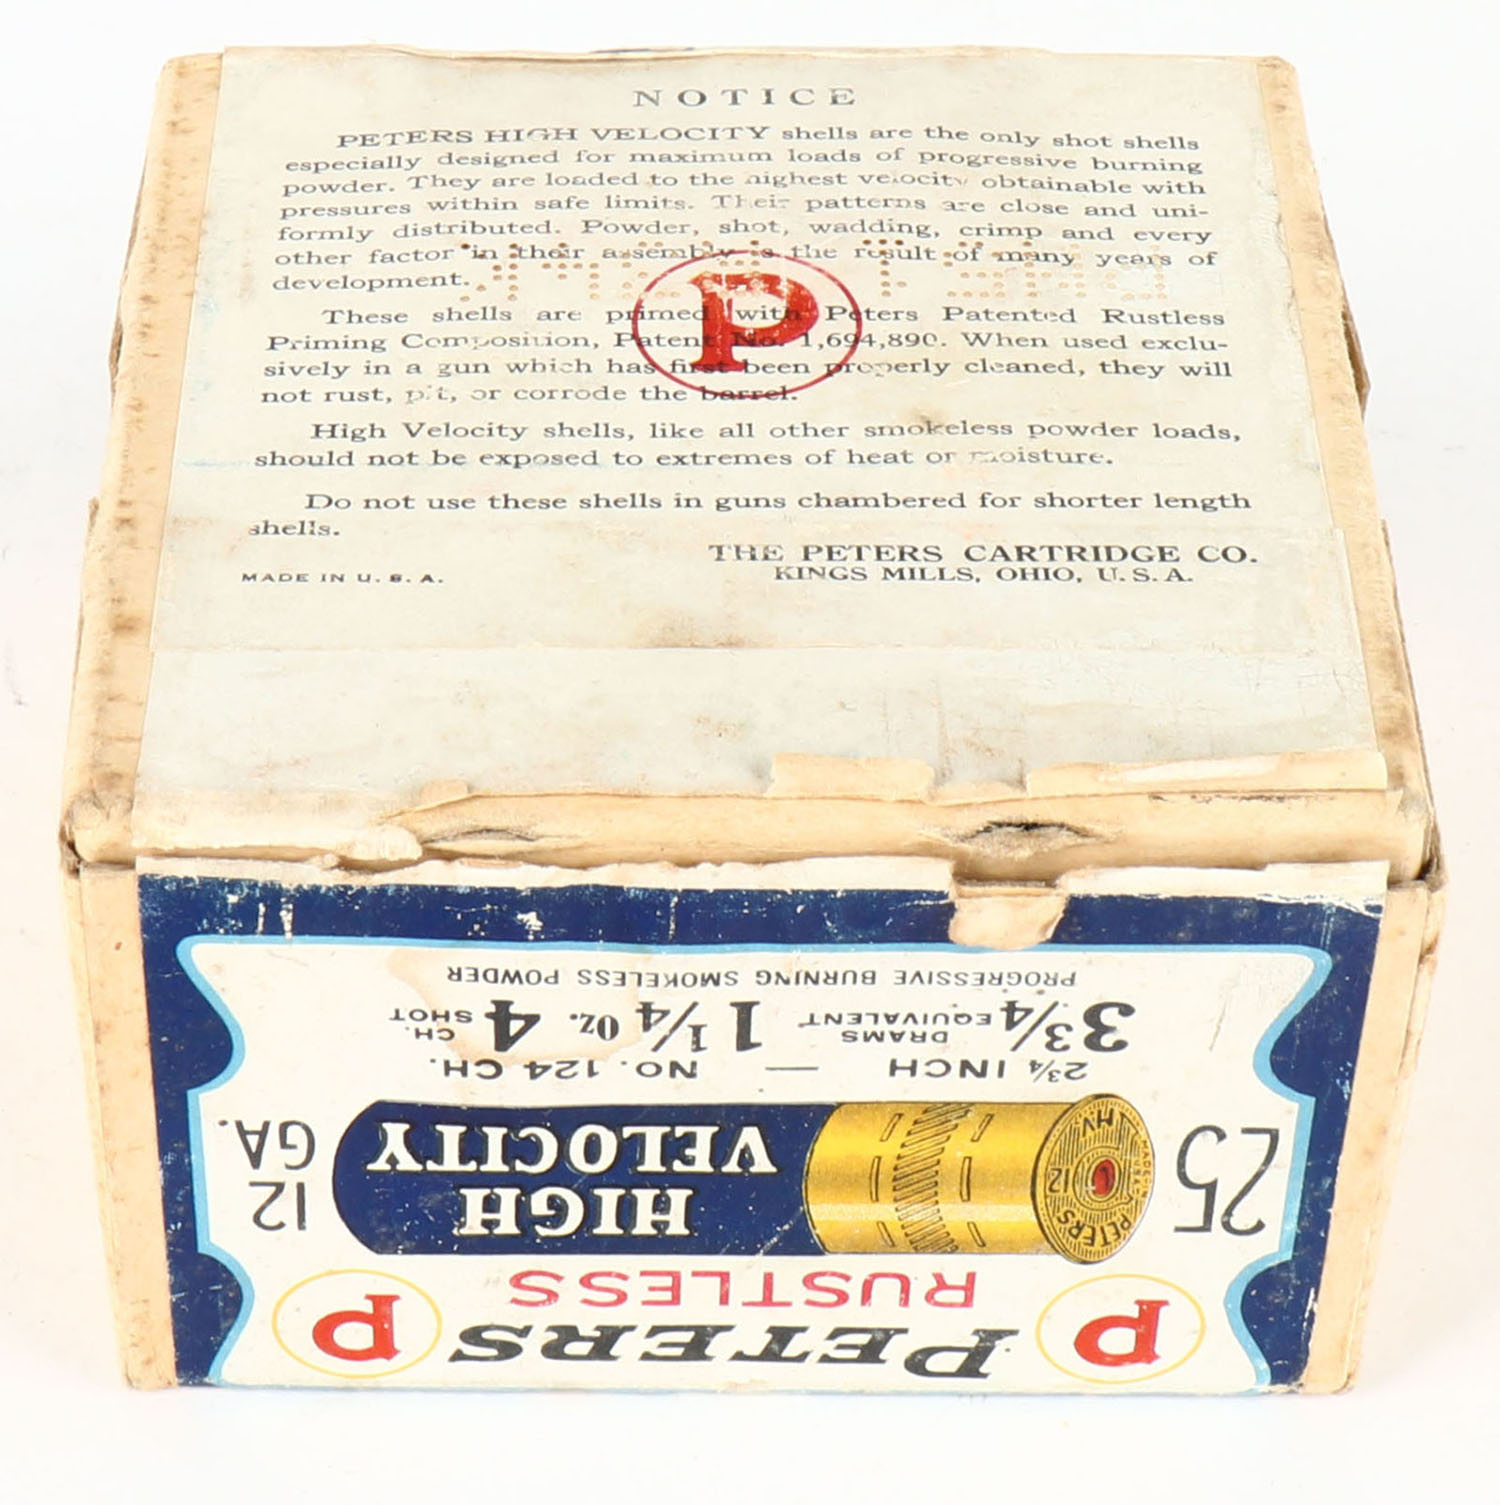 NOTICE
PETERS HIGH VELOCITY shells are the only shot shells
especially designed for maximum loads of progressive burning
powder. They are loaded to the highest velocity obtainable with
pressures within safe limits. Their patterns are close and uni-
formly distributed. Powder, shot, wadding, crimp and every
other factor in their assembly is the result of many years of
development.
These shells are primed with Peters Patented Rustless
Priming Composition, Patent No. 1,694,890. When used exclu-
sively in a gun which has first been properly cleaned, they will
not rust, pit, or corrode the barrel.
High Velocity shells, like all other smokeless powder loads,
should not be exposed to extremes of heat or moisture.
Do not use these shells in guns chambered for shorter length
shells.
THE PETERS CARTRIDGE CO.
MADE IN U. S. A.
KINGS MILLS, OHIO, U. S. A.
P
P PETERS P
RUSTLESS
25
PETERS
12
HV
MADE IN
U.S.A.
HIGH
VELOCITY
12
GA.
2¾ INCH — NO. 124 CH.
3¾ DRAMS EQUIVALENT 1¼ Oz. 4 CH. SHOT
PROGRESSIVE BURNING SMOKELESS POWDER